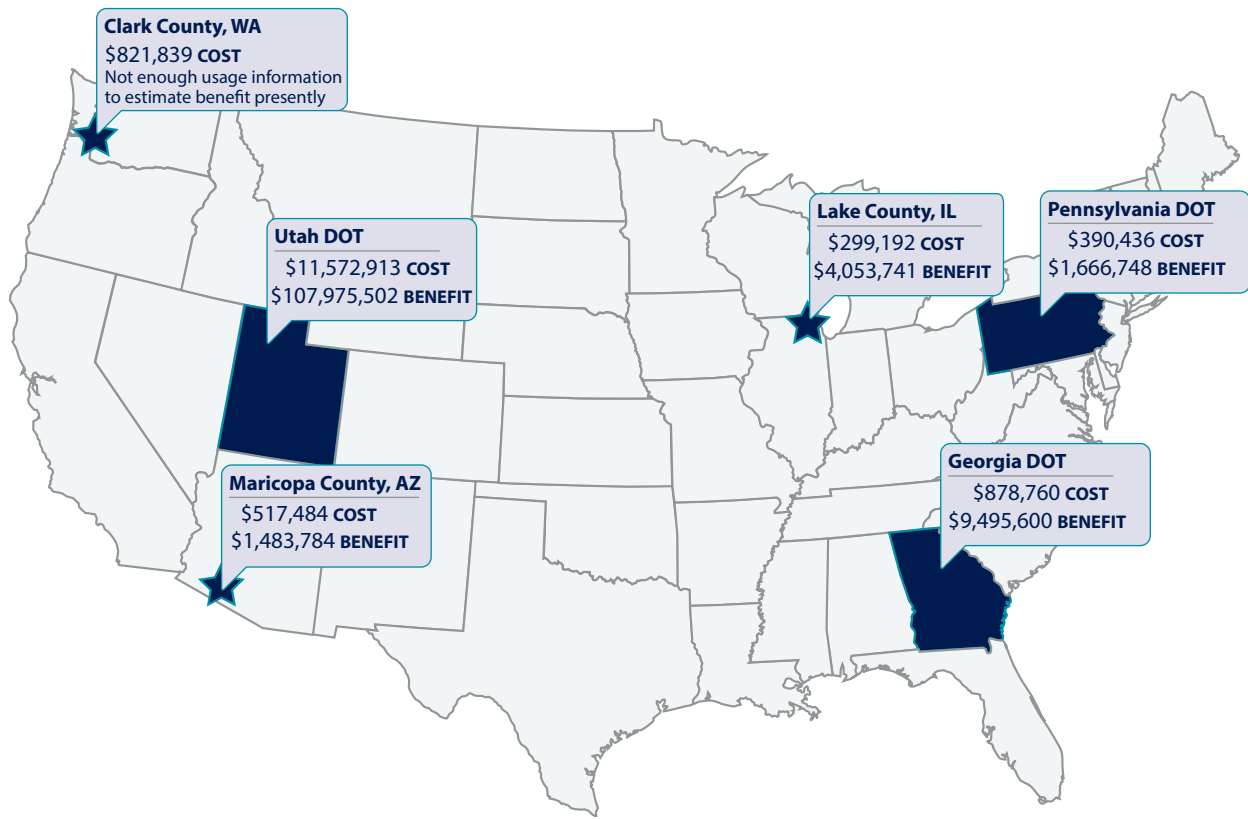 Clark County, WA
$821,839 COST
Not enough usage information
to estimate benefit presently
Utah DOT
$11,572,913 COST
$107,975,502 BENEFIT
Lake County, IL
$299,192 COST
$4,053,741 BENEFIT
Pennsylvania DOT
$390,436 COST
$1,666,748 BENEFIT
Maricopa County, AZ
$517,484 COST
$1,483,784 BENEFIT
Georgia DOT
$878,760 COST
$9,495,600 BENEFIT